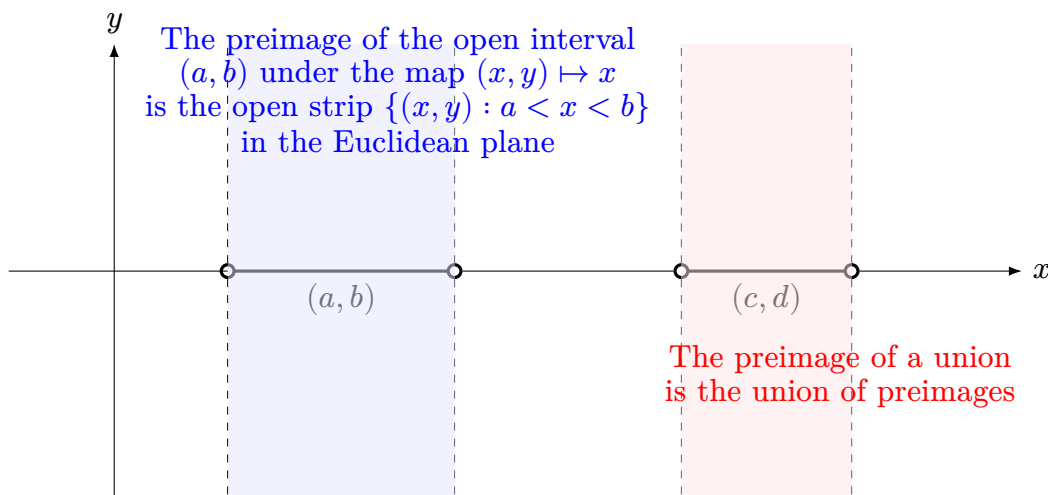 y
The preimage of the open interval
(a, b) under the map (x, y) ↦ x
is the open strip {(x, y) : a < x < b}
in the Euclidean plane
x
(a, b)
(c, d)
The preimage of a union
is the union of preimages